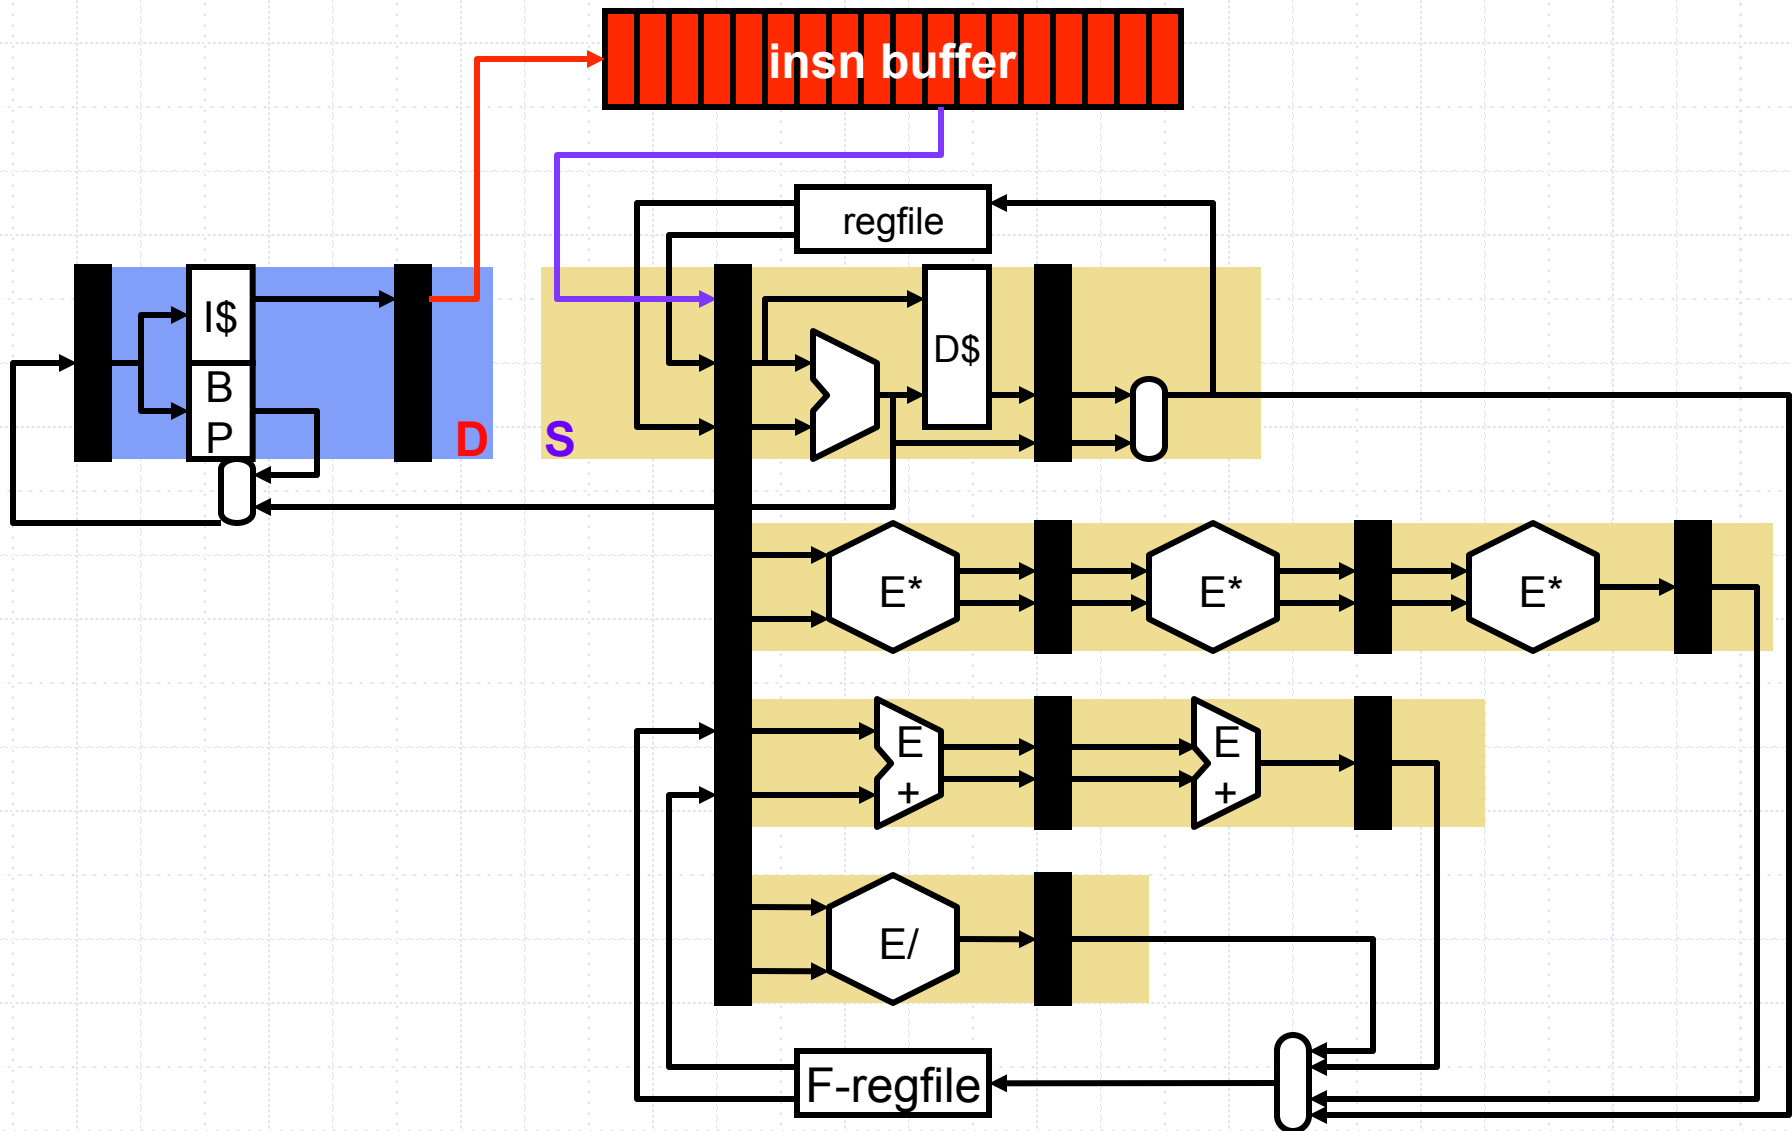 insn buffer
regfile
I$
B
P
D
S
D$
E*
E*
E*
E
+
E
+
E/
F-regfile